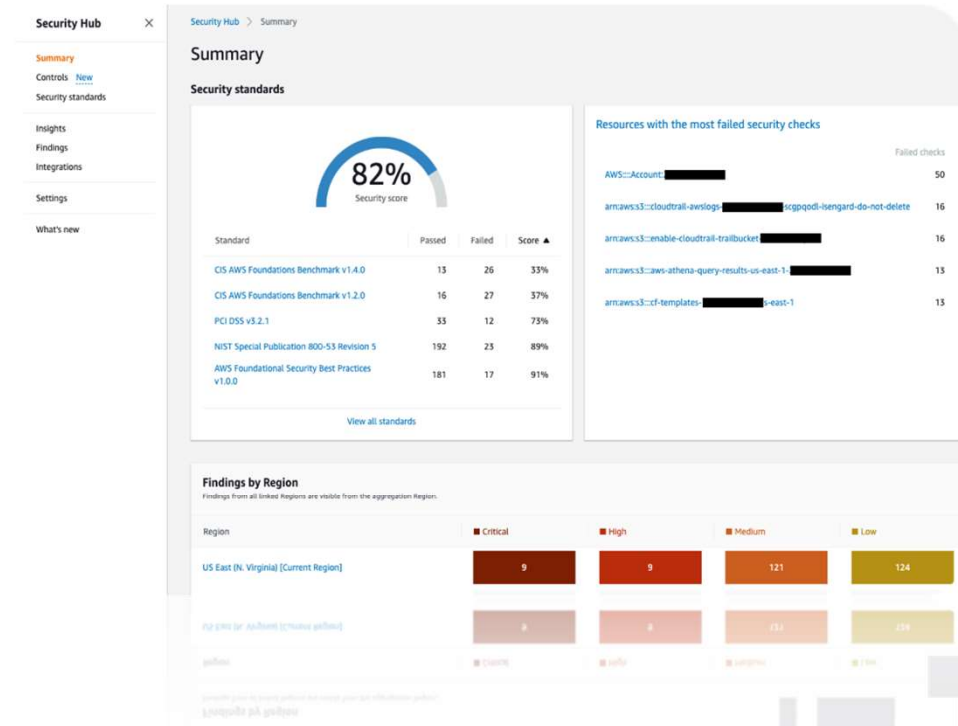 Security Hub
Summary
Controls New
Security standards
Insights
Findings
Integrations
Settings
What's new
Security Hub > Summary
Summary
Security standards
82%
Security score
Standard Passed Failed Score ▲
CIS AWS Foundations Benchmark v1.4.0 13 26 33%
CIS AWS Foundations Benchmark v1.2.0 16 27 37%
PCI DSS v3.2.1 33 12 73%
NIST Special Publication 800-53 Revision 5 192 23 89%
AWS Foundational Security Best Practices
v1.0.0 181 17 91%
View all standards
Resources with the most failed security checks
Failed checks
AWS::::Account: 50
arn:aws:s3:::cloudtrail-awslogs- scgpqodl-isengard-do-not-delete 16
arn:aws:s3:::enable-cloudtrail-trailbucket- 16
arn:aws:s3:::aws-athena-query-results-us-east-1- 13
arn:aws:s3:::cf-templates- s-east-1 13
Findings by Region
Findings from all linked Regions are visible from the aggregation Region.
Region Critical High Medium Low
US East (N. Virginia) [Current Region] 9 9 121 124